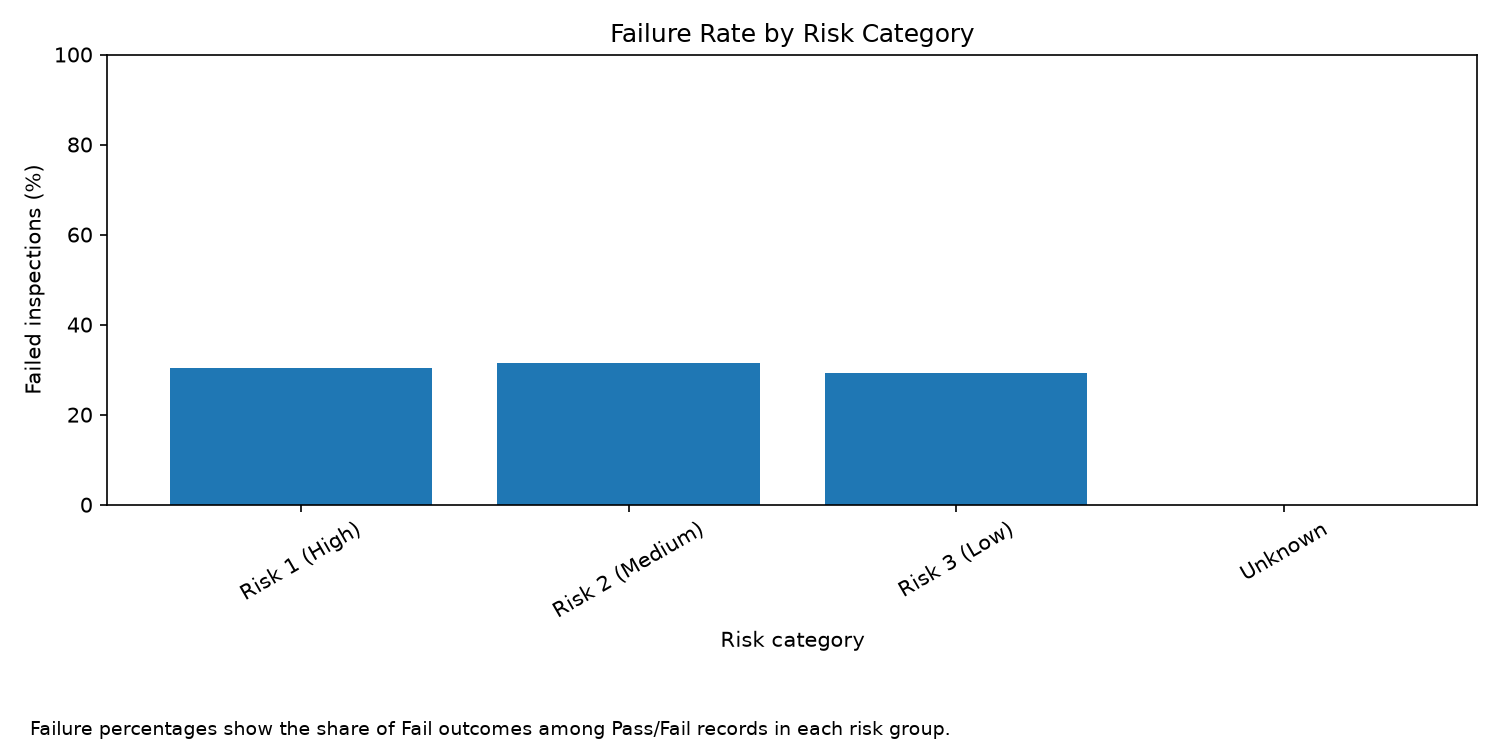 Failure Rate by Risk Category
100
80
60
40
20
0
Failed inspections (%)
Risk 1 (High)
Risk 2 (Medium)
Risk 3 (Low)
Unknown
Risk category
Failure percentages show the share of Fail outcomes among Pass/Fail records in each risk group.